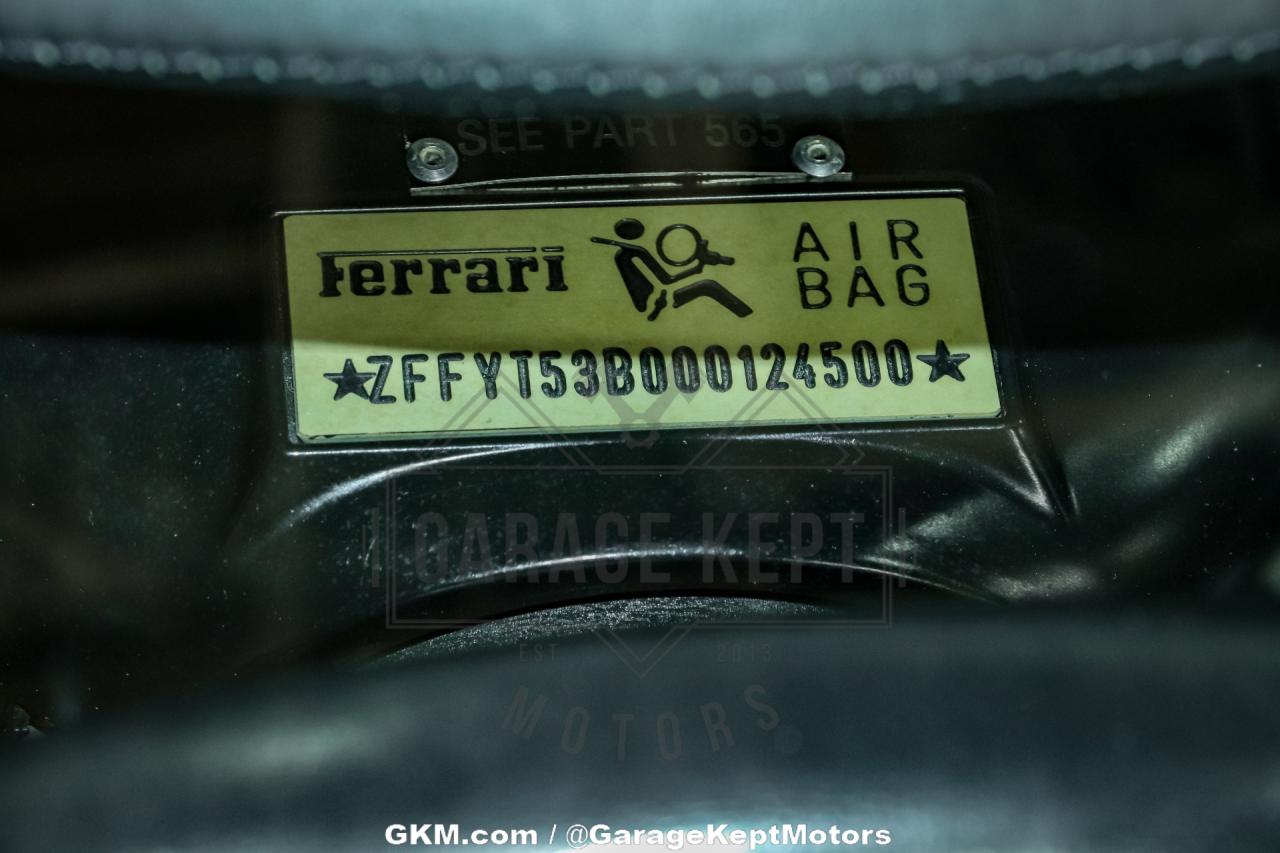 SEE PART 565
Ferrari
AIR
BAG
★ZFFYT53B000124500★
GARAGE KEPT
EST 2013
MOTORS
GKM.com / @GarageKeptMotors